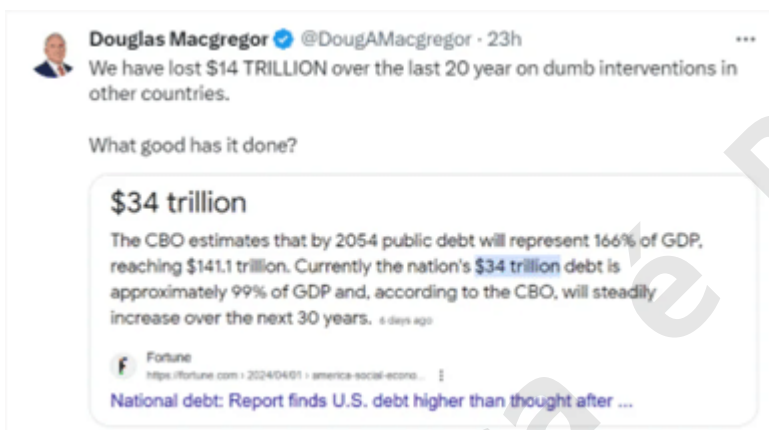 Douglas Macgregor @DougAMacgregor · 23h
We have lost $14 TRILLION over the last 20 year on dumb interventions in
other countries.
What good has it done?
$34 trillion
The CBO estimates that by 2054 public debt will represent 166% of GDP,
reaching $141.1 trillion. Currently the nation's $34 trillion debt is
approximately 99% of GDP and, according to the CBO, will steadily
increase over the next 30 years. 6 days ago
Fortune
https://fortune.com › 2024/04/01 › america-social-econo...
National debt: Report finds U.S. debt higher than thought after ...